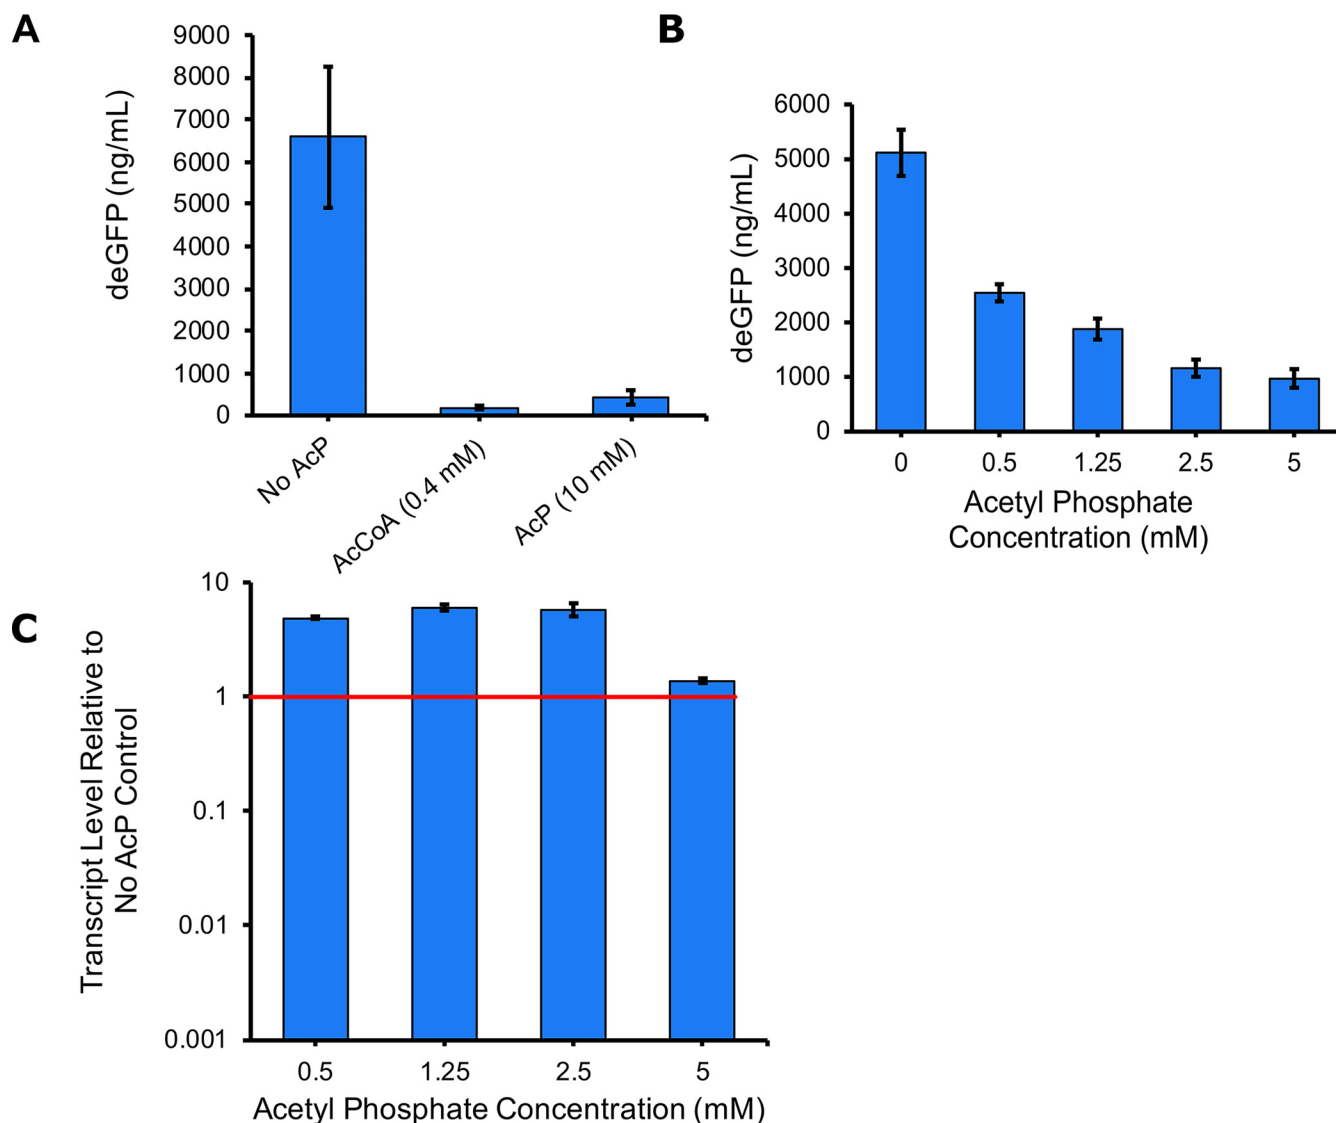 A
deGFP (ng/mL)
9000
8000
7000
6000
5000
4000
3000
2000
1000
0
No AcP
AcCoA (0.4 mM)
AcP (10 mM)
B
deGFP (ng/mL)
6000
5000
4000
3000
2000
1000
0
0 0.5 1.25 2.5 5
Acetyl Phosphate
Concentration (mM)
C
Transcript Level Relative to
No AcP Control
10
1
0.1
0.01
0.001
0.5 1.25 2.5 5
Acetyl Phosphate Concentration (mM)